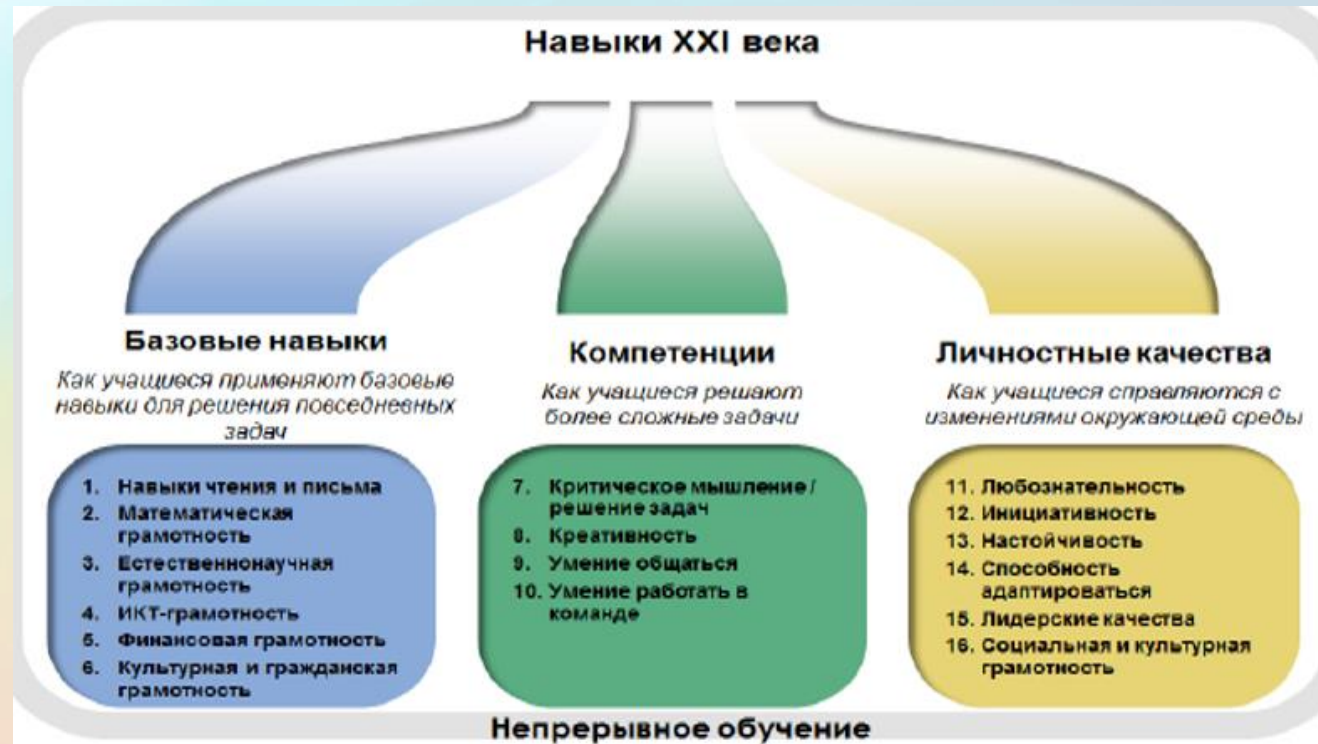 Навыки XXI века
Базовые навыки
Как учащиеся применяют базовые
навыки для решения повседневных
задач
1. Навыки чтения и письма
2. Математическая
грамотность
3. Естественнонаучная
грамотность
4. ИКТ-грамотность
5. Финансовая грамотность
6. Культурная и гражданская
грамотность
Компетенции
Как учащиеся решают
более сложные задачи
7. Критическое мышление /
решение задач
8. Креативность
9. Умение общаться
10. Умение работать в
команде
Личностные качества
Как учащиеся справляются с
изменениями окружающей среды
11. Любознательность
12. Инициативность
13. Настойчивость
14. Способность
адаптироваться
15. Лидерские качества
16. Социальная и культурная
грамотность
Непрерывное обучение